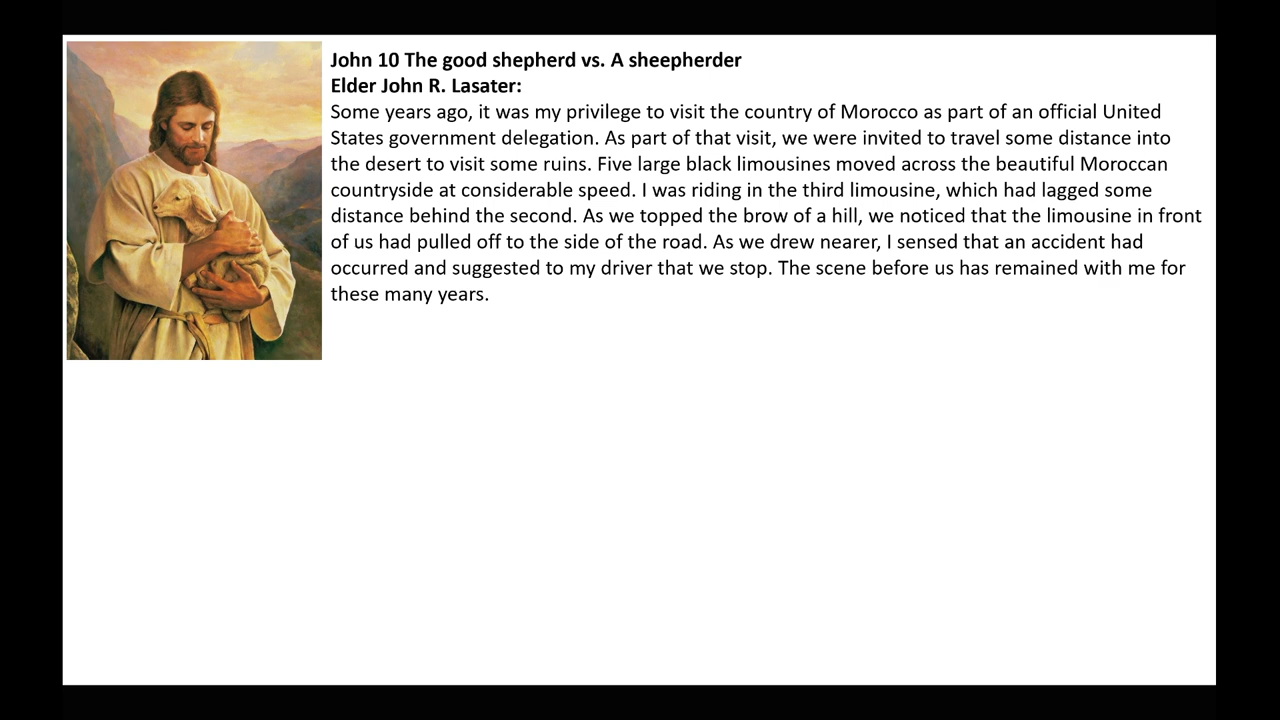 John 10 The good shepherd vs. A sheepherder
Elder John R. Lasater:
Some years ago, it was my privilege to visit the country of Morocco as part of an official United
States government delegation. As part of that visit, we were invited to travel some distance into
the desert to visit some ruins. Five large black limousines moved across the beautiful Moroccan
countryside at considerable speed. I was riding in the third limousine, which had lagged some
distance behind the second. As we topped the brow of a hill, we noticed that the limousine in front
of us had pulled off to the side of the road. As we drew nearer, I sensed that an accident had
occurred and suggested to my driver that we stop. The scene before us has remained with me for
these many years.